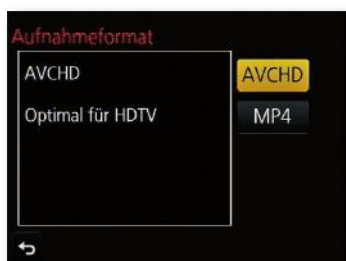 Aufnahmeformat
AVCHD
AVCHD
Optimal für HDTV
MP4